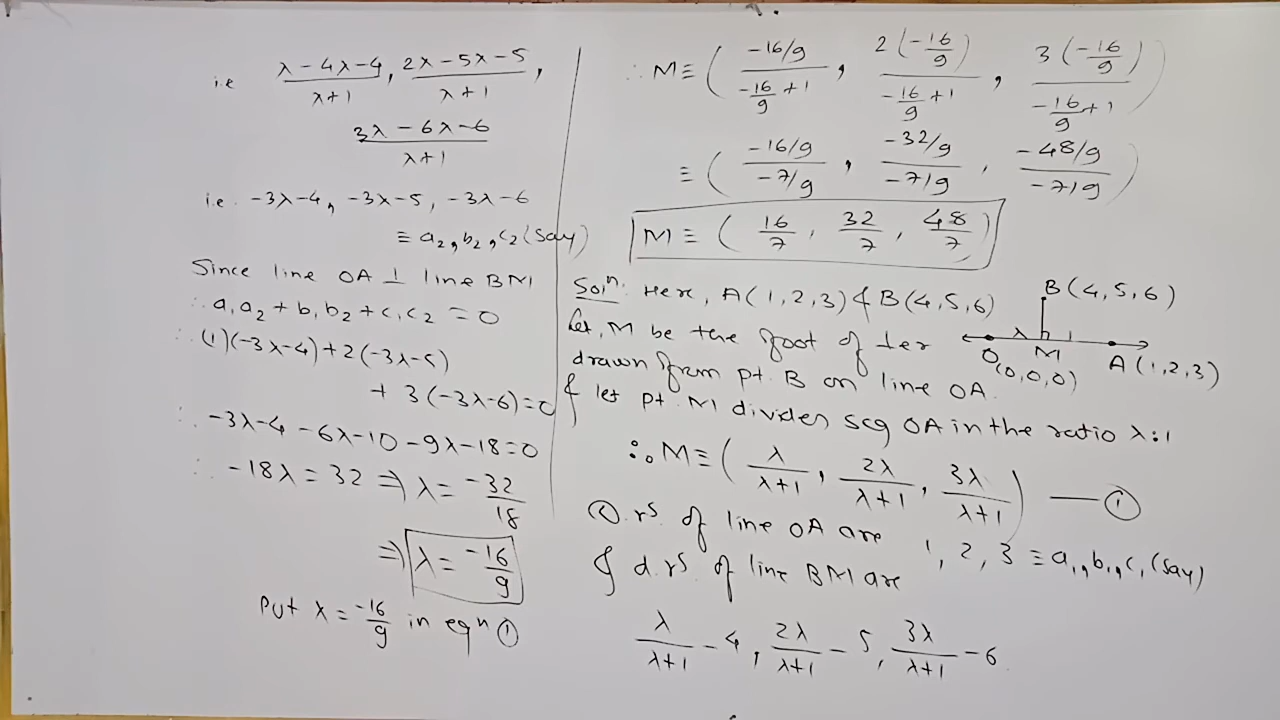 Solⁿ: Here, A(1,2,3) & B(4,5,6)
Let, M be the foot of ⊥er
drawn from pt. B on line OA.
& let pt. M divides seg OA in the ratio λ:1
∴ M ≡ ( λ/(λ+1), 2λ/(λ+1), 3λ/(λ+1) ) — ①
d.rs. of line OA are 1, 2, 3 ≡ a₁, b₁, c₁ (say)
& d.rs. of line BM are
λ/(λ+1) - 4, 2λ/(λ+1) - 5, 3λ/(λ+1) - 6
B(4,5,6)
λ 1
O M A(1,2,3)
(0,0,0)
i.e (λ-4λ-4)/(λ+1), (2λ-5λ-5)/(λ+1),
(3λ-6λ-6)/(λ+1)
i.e. -3λ-4, -3λ-5, -3λ-6
≡ a₂, b₂, c₂ (say)
Since line OA ⊥ line BM
∴ a₁a₂ + b₁b₂ + c₁c₂ = 0
∴ (1)(-3λ-4) + 2(-3λ-5)
+ 3(-3λ-6) = 0
∴ -3λ-4 -6λ-10 -9λ-18 = 0
∴ -18λ = 32 ⇒ λ = -32/18
⇒ λ = -16/9
Put λ = -16/9 in eqⁿ ①
∴ M ≡ ( (-16/9)/(-16/9 + 1), 2(-16/9)/(-16/9 + 1), 3(-16/9)/(-16/9 + 1) )
≡ ( (-16/9)/(-7/9), (-32/9)/(-7/9), (-48/9)/(-7/9) )
M ≡ ( 16/7, 32/7, 48/7 )